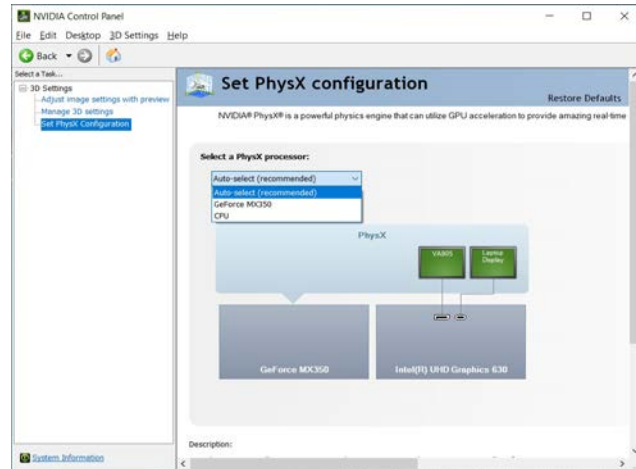 NVIDIA Control Panel
File Edit Desktop 3D Settings Help
Back
Select a Task...
3D Settings
Adjust image settings with preview
Manage 3D settings
Set PhysX Configuration
System Information
Set PhysX configuration
Restore Defaults
NVIDIA® PhysX® is a powerful physics engine that can utilize GPU acceleration to provide amazing real-time
Select a PhysX processor:
Auto-select (recommended)
Auto-select (recommended)
GeForce MX350
CPU
PhysX
VA805 Laptop
Display
GeForce MX350 Intel(R) UHD Graphics 630
Description: